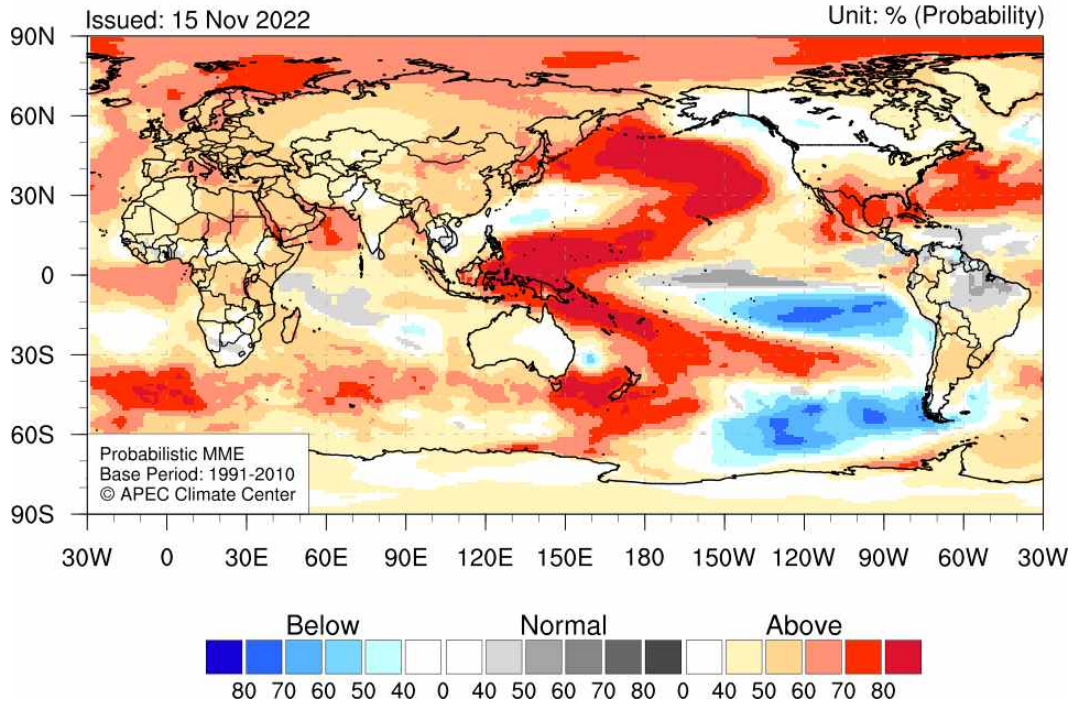 Issued: 15 Nov 2022
Unit: % (Probability)
90N
60N
30N
0
30S
60S
90S
Probabilistic MME
Base Period: 1991-2010
© APEC Climate Center
30W 0 30E 60E 90E 120E 150E 180 150W 120W 90W 60W 30W
Below Normal Above
80 70 60 50 40 0 40 50 60 70 80 0 40 50 60 70 80